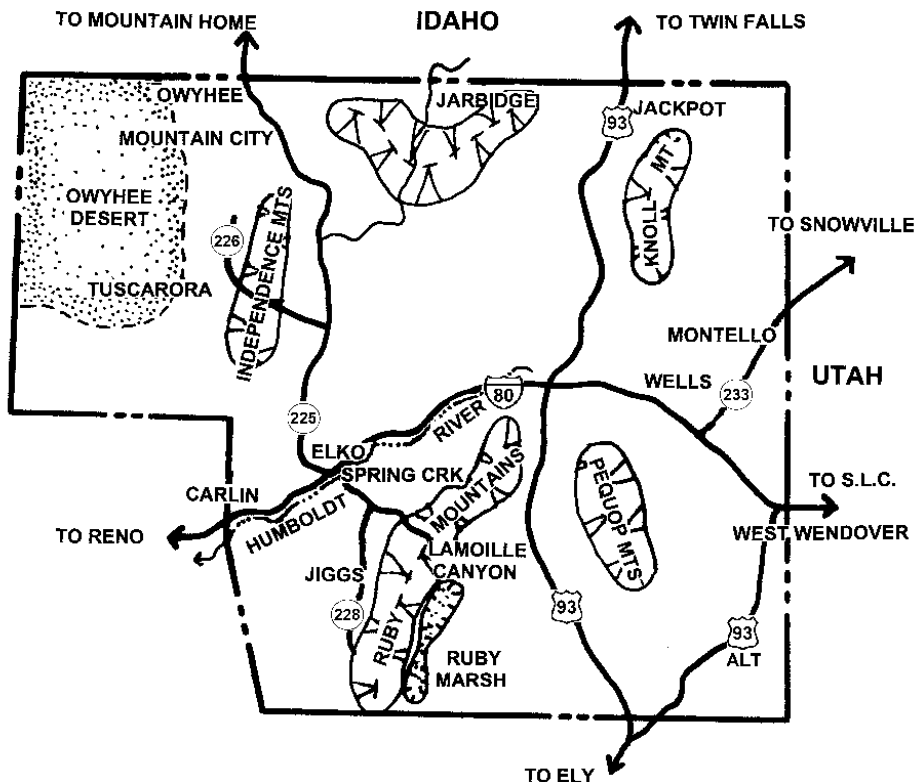 TO MOUNTAIN HOME
IDAHO
TO TWIN FALLS
OWYHEE
JARBIDGE
93
JACKPOT
MOUNTAIN CITY
KNOLL MT
OWYHEE
DESERT
226
INDEPENDENCE MTS
TO SNOWVILLE
TUSCARORA
MONTELLO
WELLS
UTAH
80
233
225
RIVER
ELKO
SPRING CRK
MOUNTAINS
PEQUOP MTS
TO S.L.C.
CARLIN
HUMBOLDT
WEST WENDOVER
TO RENO
LAMOILLE
CANYON
JIGGS
228
RUBY
93
93
ALT
RUBY
MARSH
TO ELY